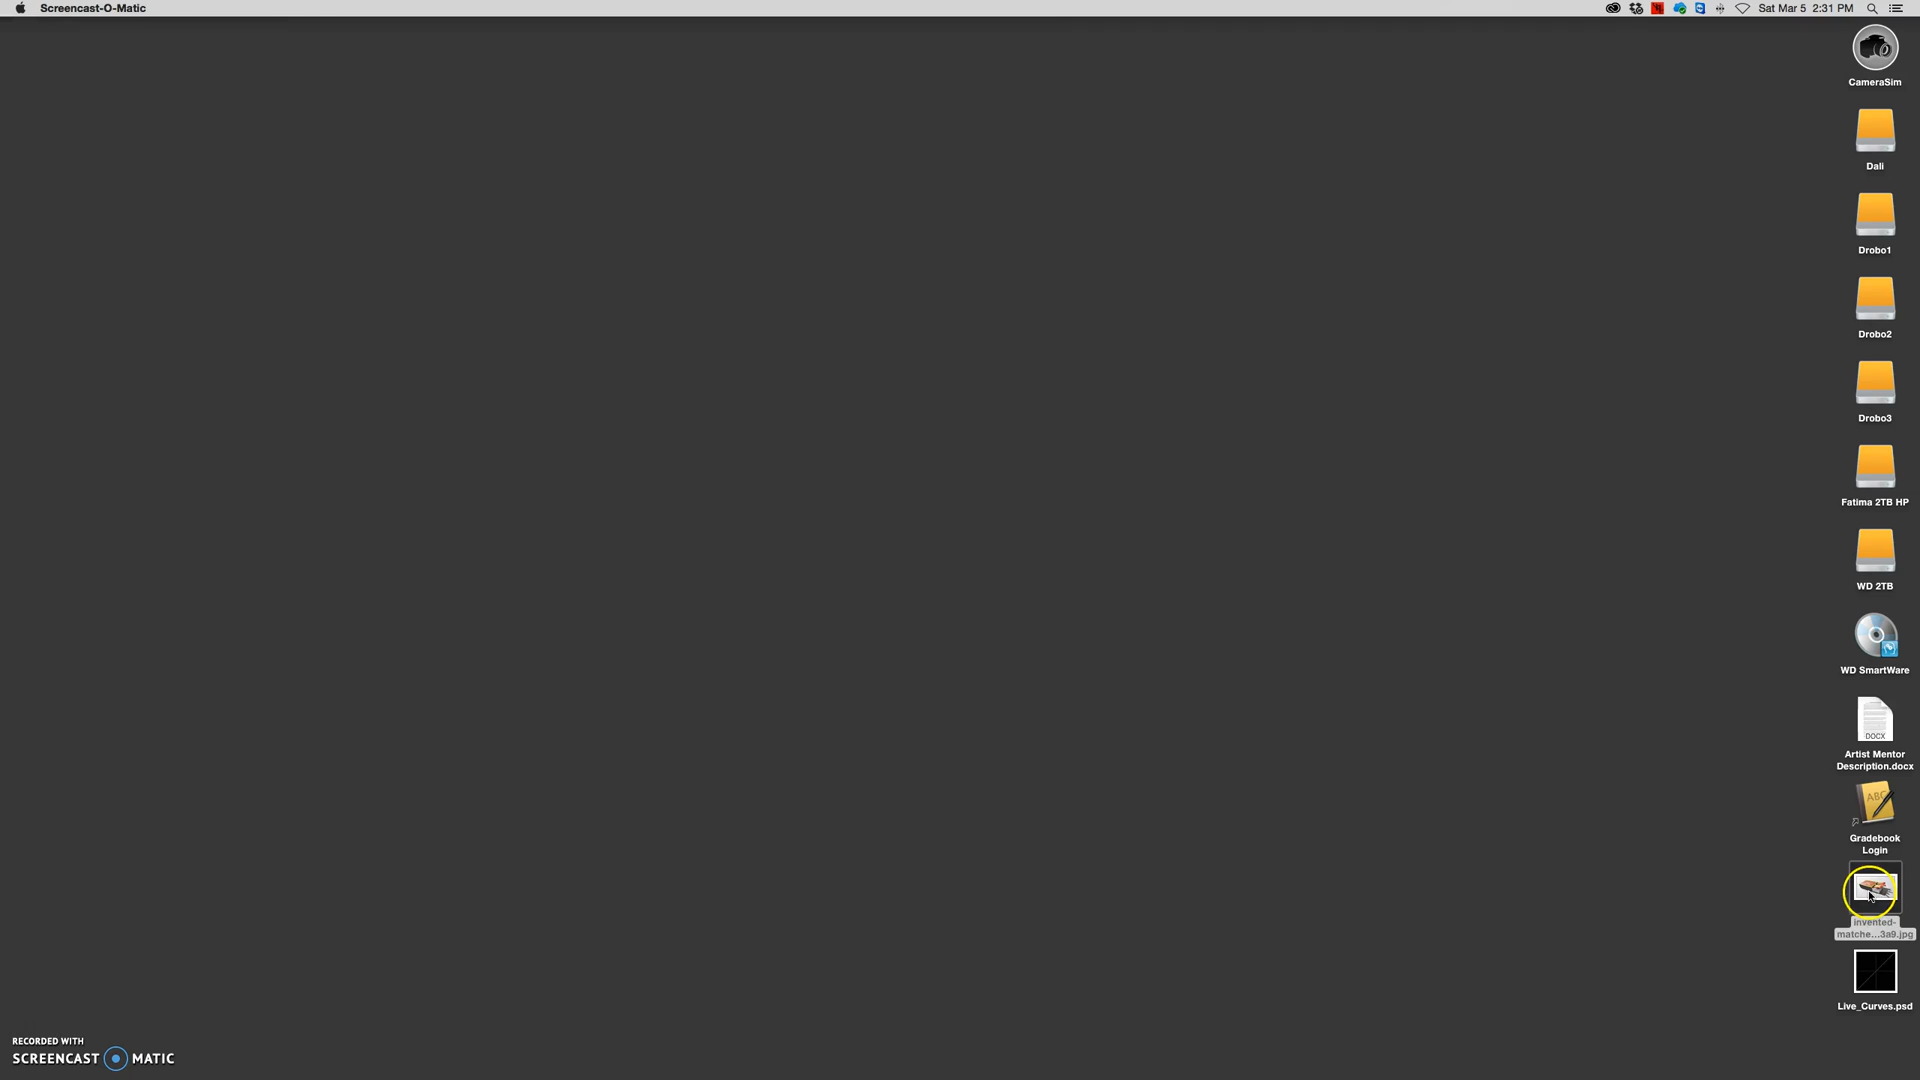 Screencast-O-Matic
Sat Mar 5 2:31 PM
CameraSim
Dali
Drobo1
Drobo2
Drobo3
Fatima 2TB HP
WD 2TB
WD SmartWare
DOCX
Artist Mentor
Description.docx
ABC
Gradebook
Login
invented-
matche...3a9.jpg
Live_Curves.psd
RECORDED WITH
SCREENCAST MATIC